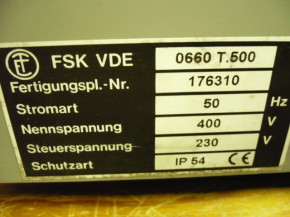 FSK VDE 0660 T.500
Fertigungspl.-Nr. 176310
Stromart 50 Hz
Nennspannung 400 V
Steuerspannung 230 V
Schutzart IP 54 CE